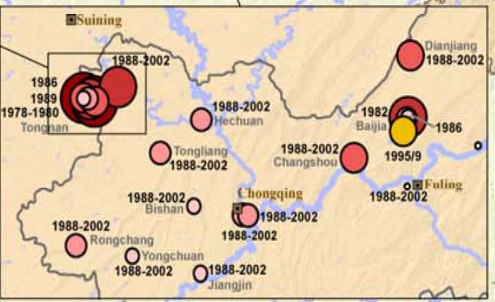 Suining
Dianjiang
1988-2002
1988-2002
1986
1989
1978-1980
Tongnan
1988-2002
Hechuan
1982
Baijia
1986
1995/9
1988-2002
Changshou
Tongliang
1988-2002
Fuling
1988-2002
Chongqing
1988-2002
Bishan
1988-2002
1988-2002
1988-2002
Rongchang
Yongchuan
1988-2002
1988-2002
Jiangjin